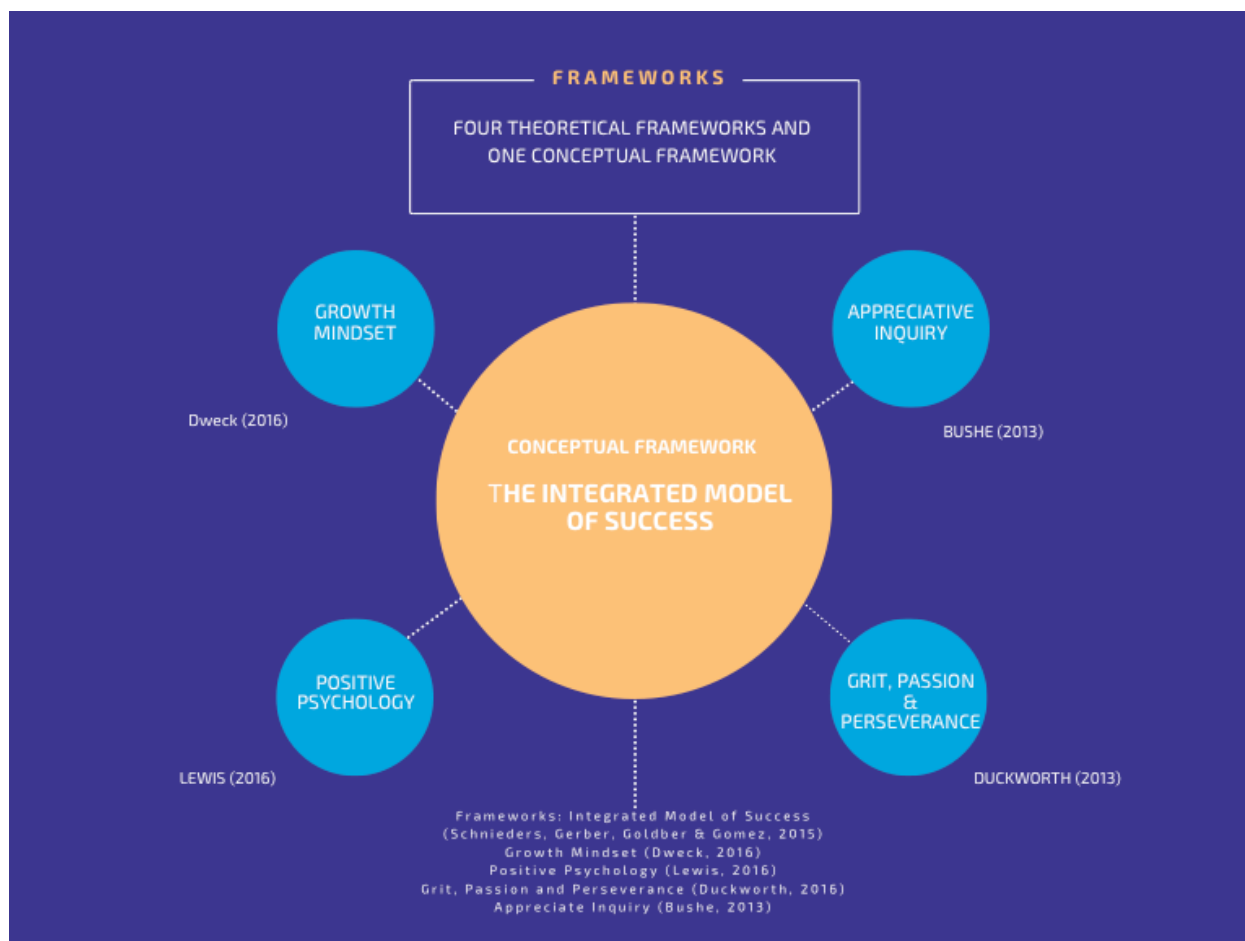 FRAMEWORKS
FOUR THEORETICAL FRAMEWORKS AND
ONE CONCEPTUAL FRAMEWORK
GROWTH
MINDSET
Dweck (2016)
APPRECIATIVE
INQUIRY
BUSHE (2013)
CONCEPTUAL FRAMEWORK
THE INTEGRATED MODEL
OF SUCCESS
POSITIVE
PSYCHOLOGY
LEWIS (2016)
GRIT, PASSION
&
PERSEVERANCE
DUCKWORTH (2013)
Frameworks: Integrated Model of Success
(Schnieders, Gerber, Goldber & Gomez, 2015)
Growth Mindset (Dweck, 2016)
Positive Psychology (Lewis, 2016)
Grit, Passion and Perseverance (Duckworth, 2016)
Appreciate Inquiry (Bushe, 2013)